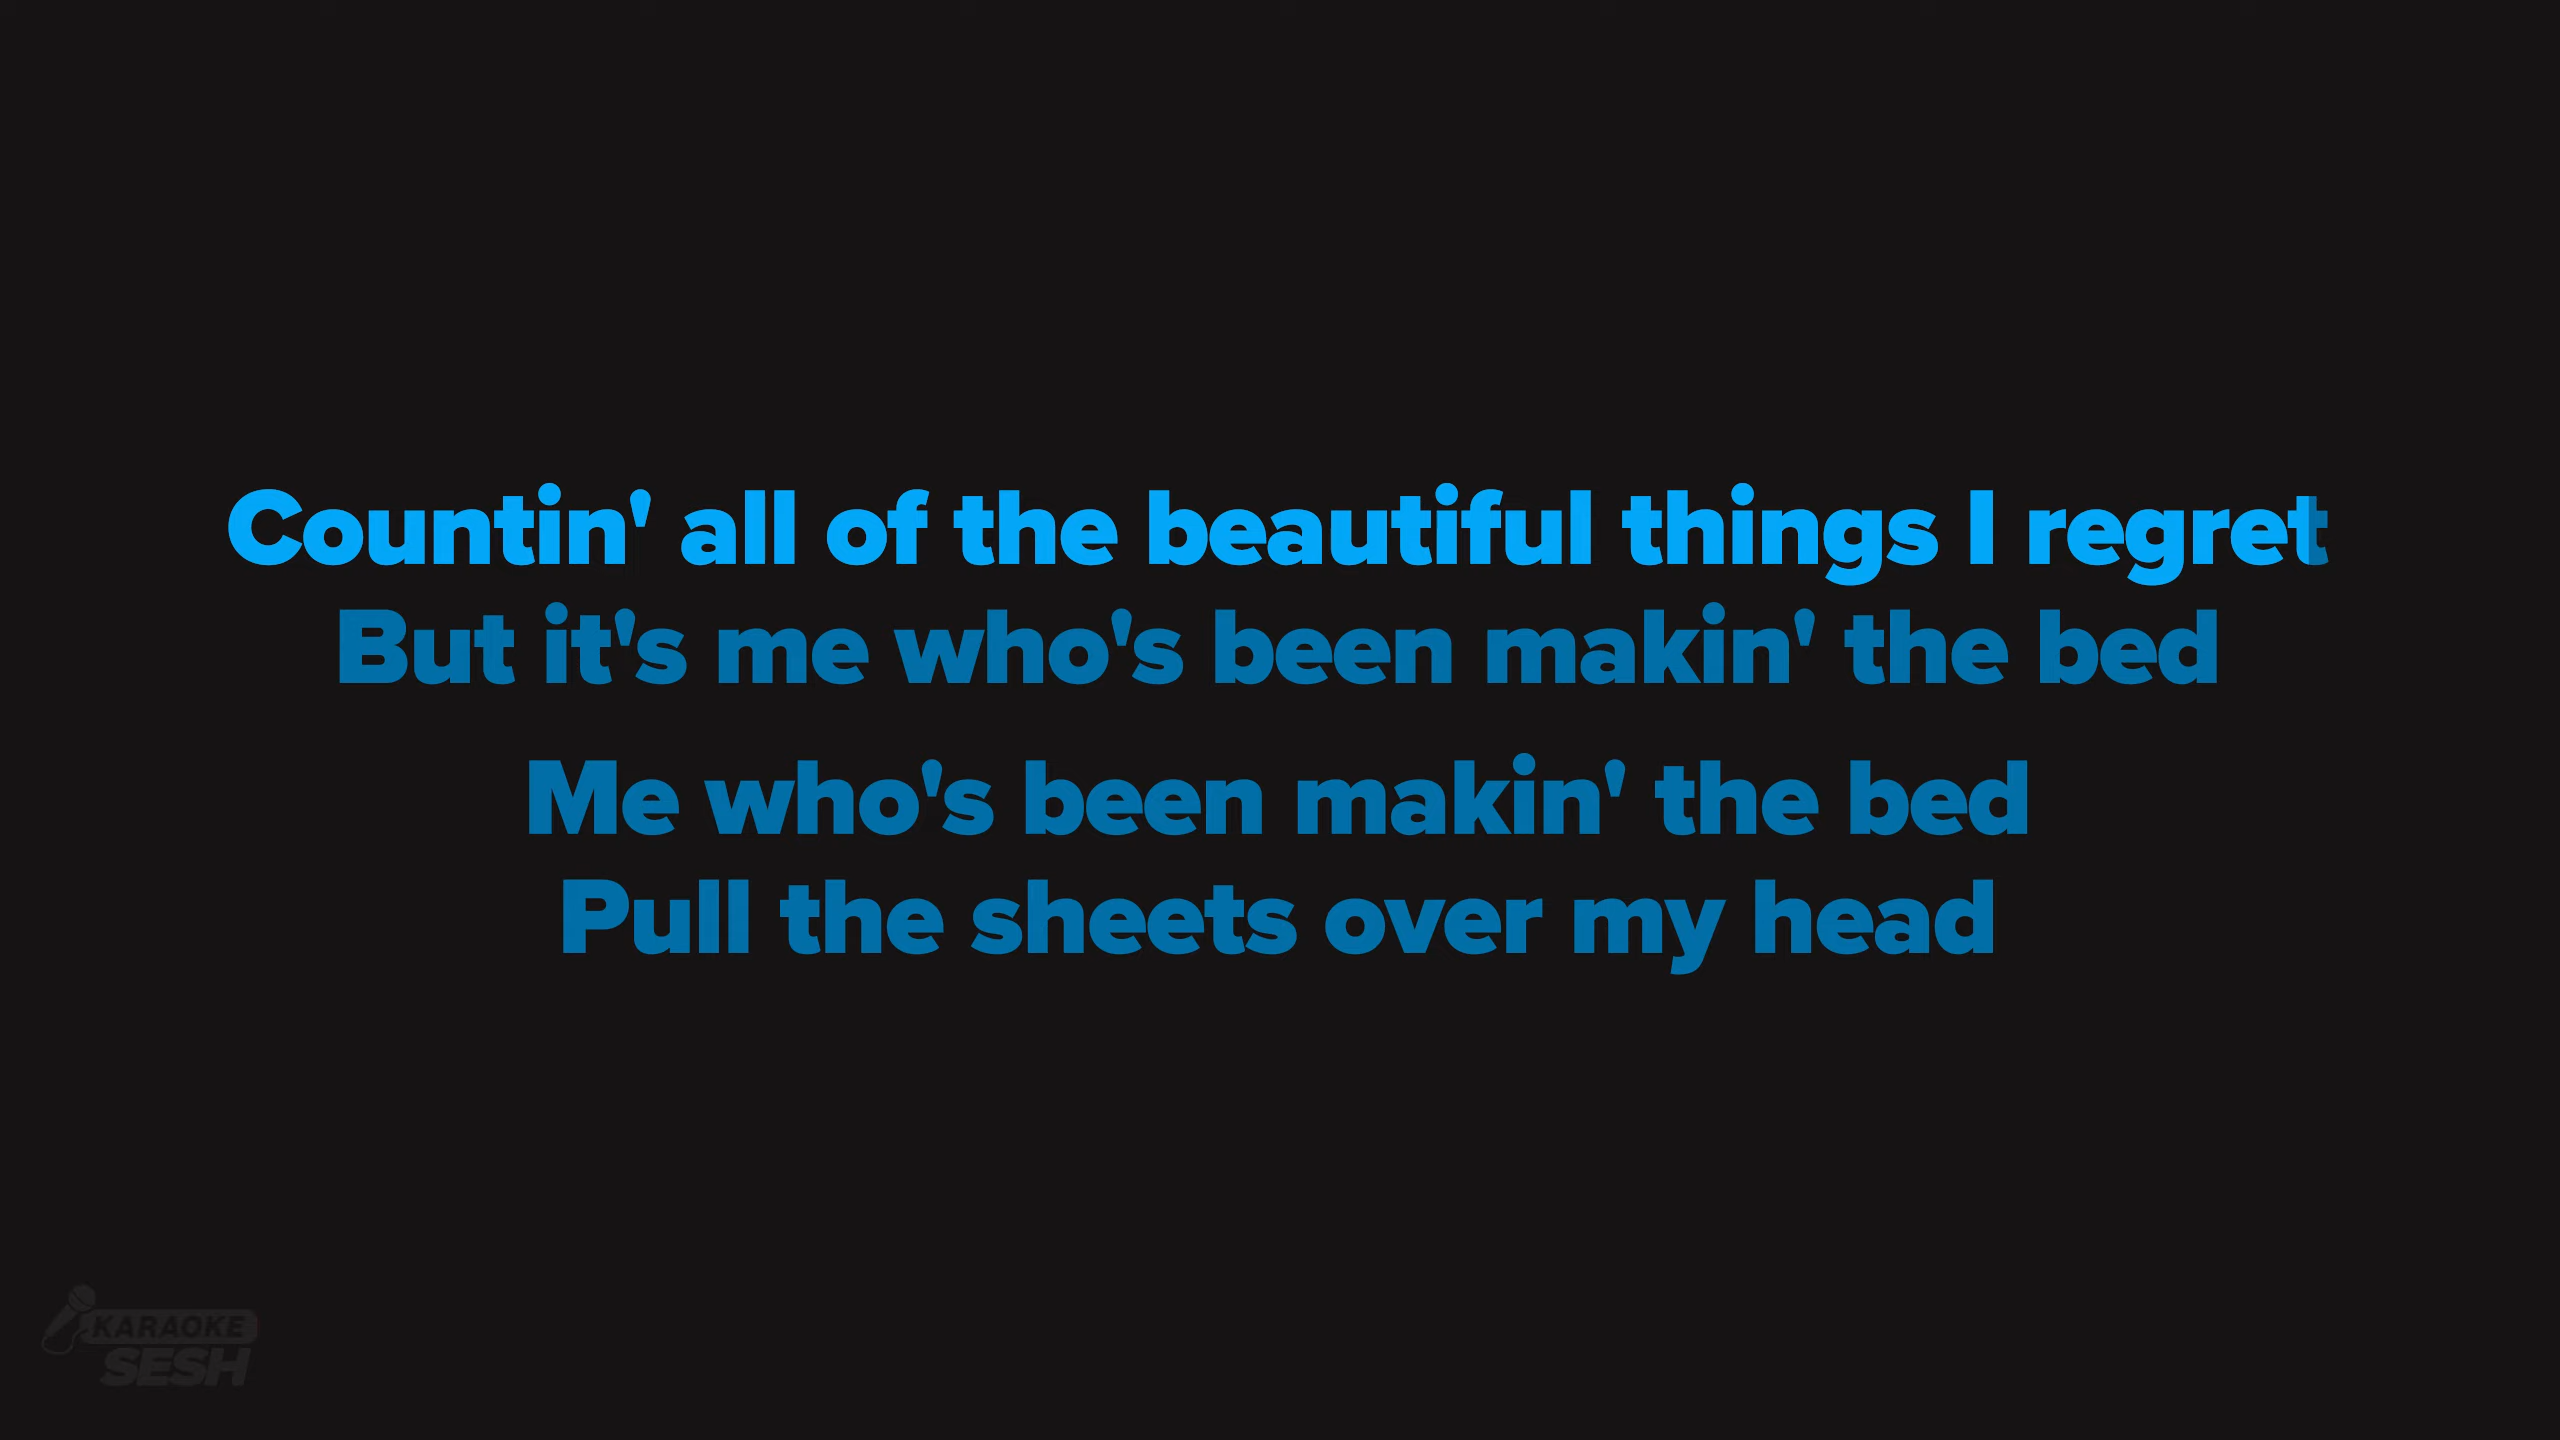 Countin' all of the beautiful things I regret
But it's me who's been makin' the bed
Me who's been makin' the bed
Pull the sheets over my head
KARAOKE
SESH